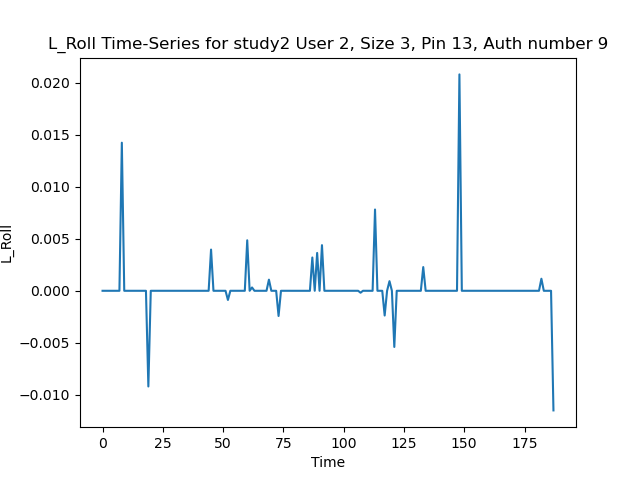 L_Roll Time-Series for study2 User 2, Size 3, Pin 13, Auth number 9
0.020
0.015
0.010
0.005
0.000
−0.005
−0.010
L_Roll
0 25 50 75 100 125 150 175
Time